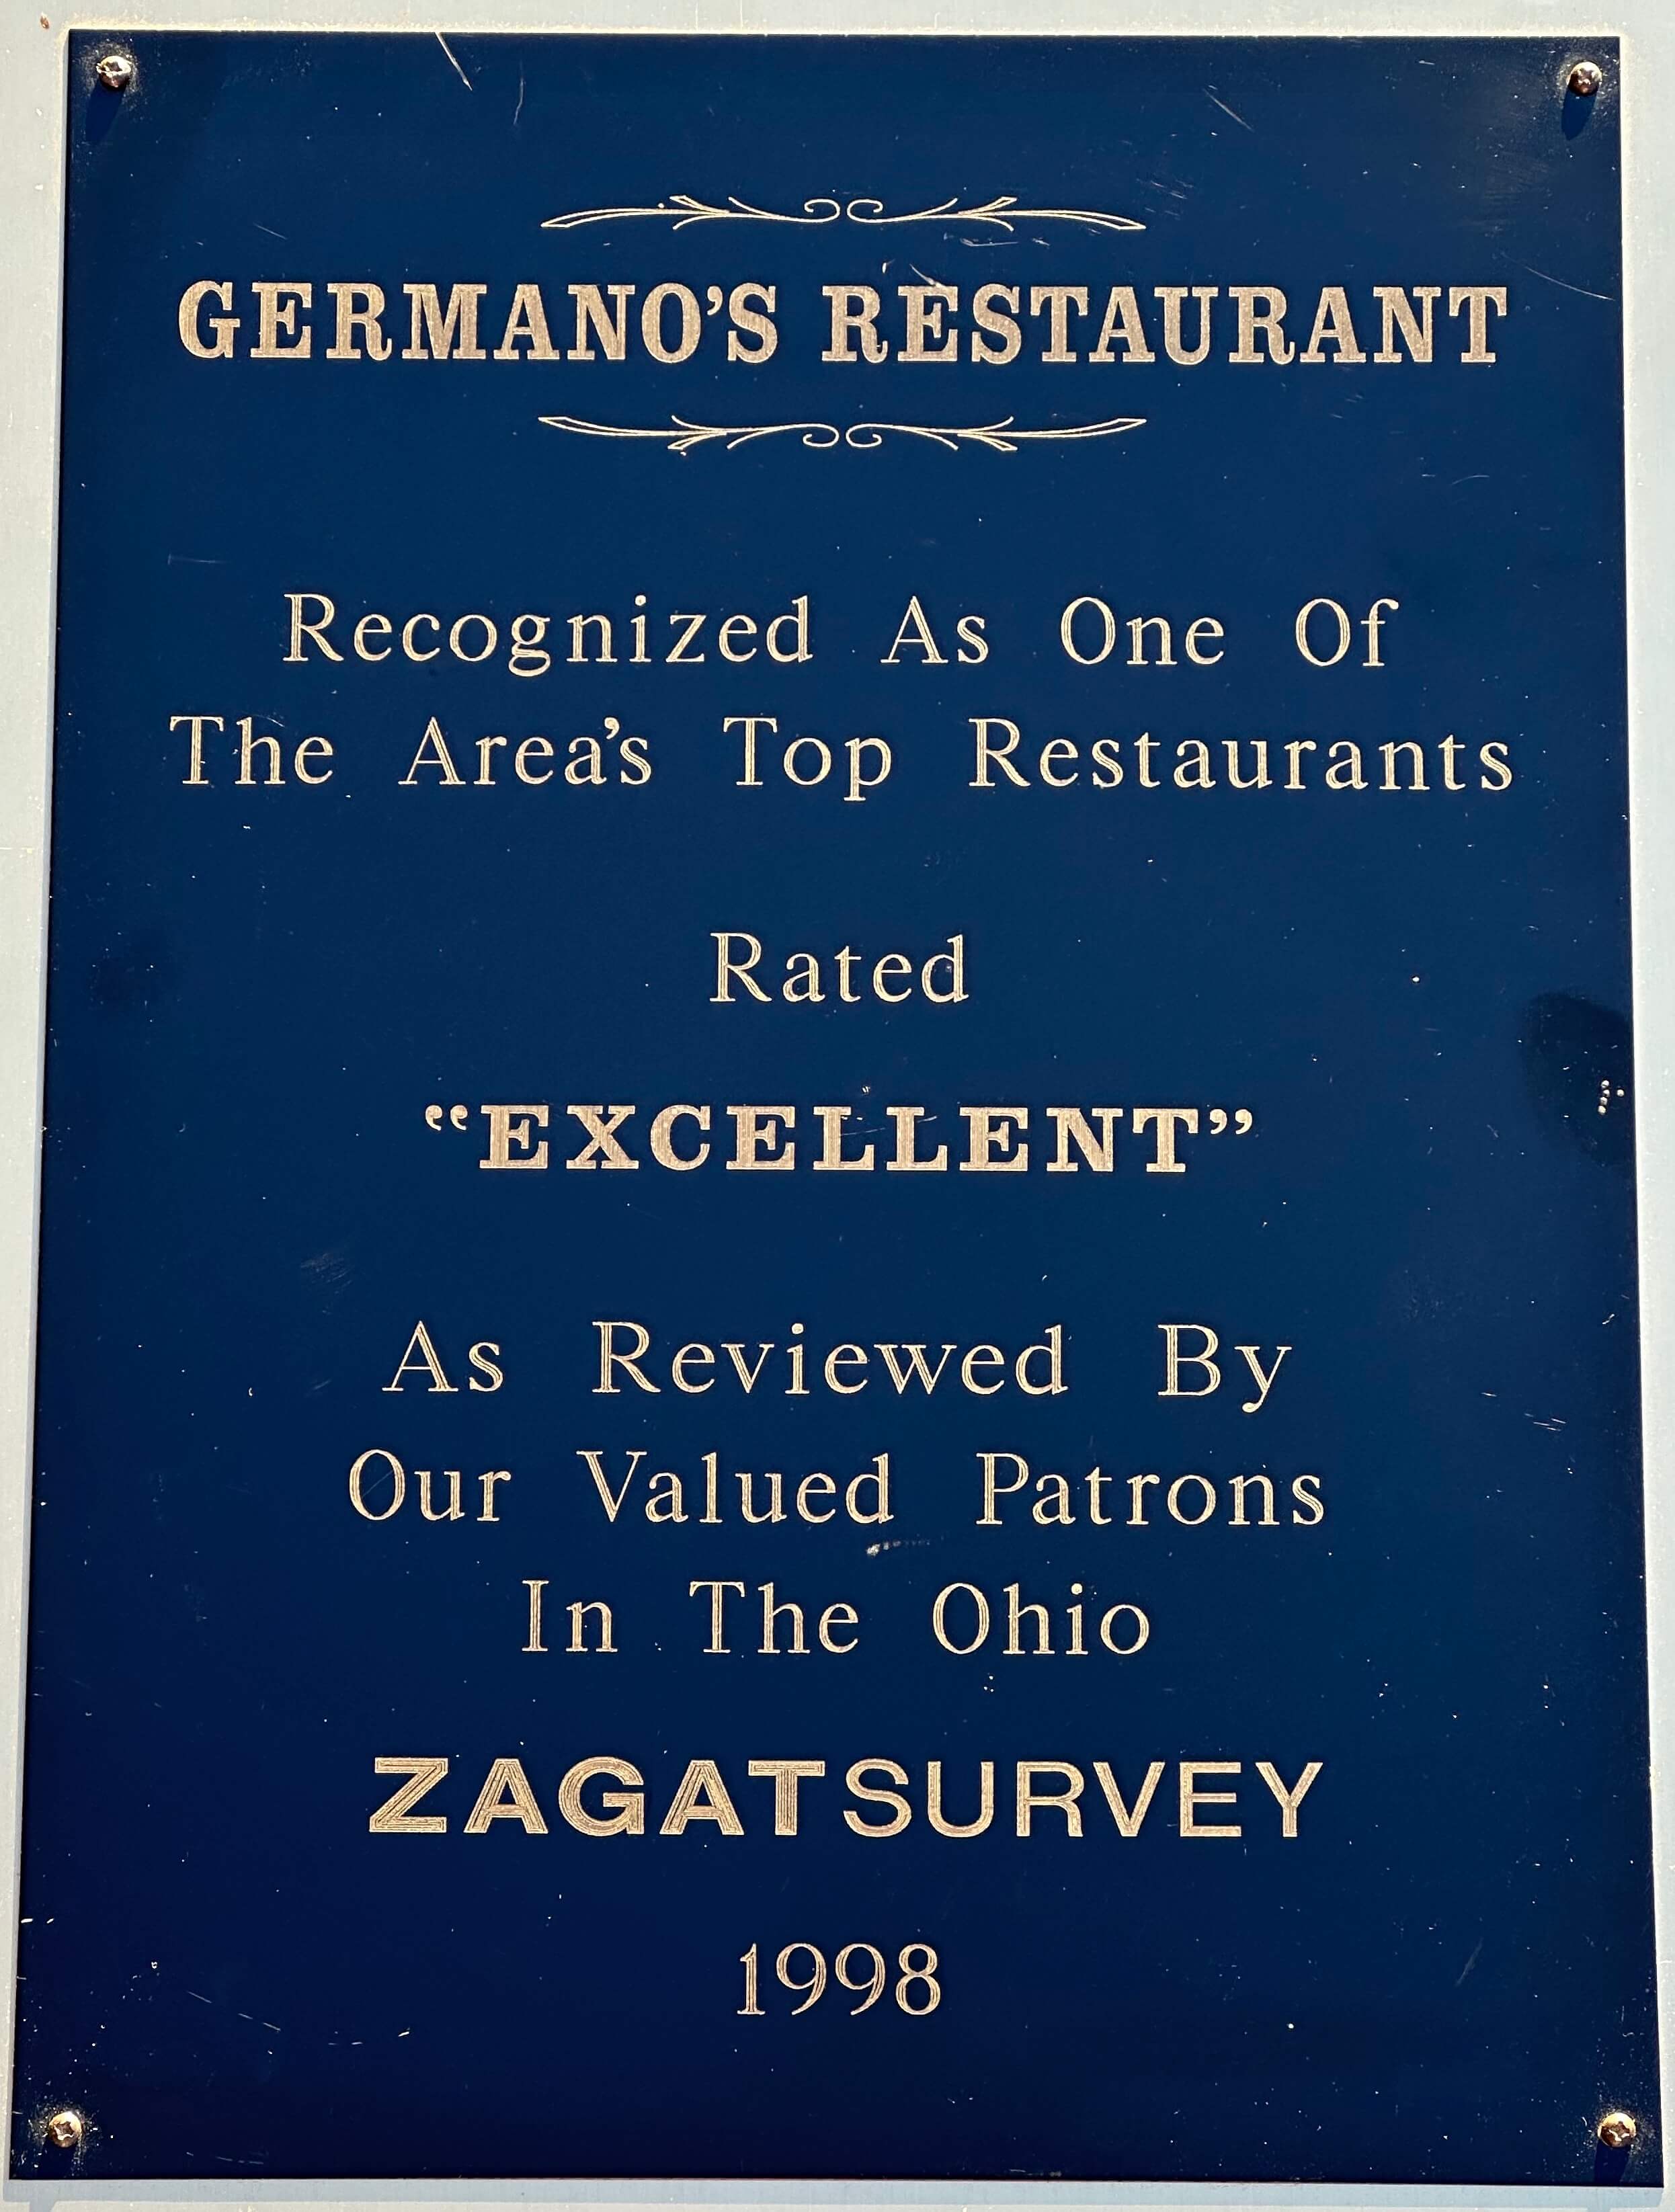 GERMANO’S RESTAURANT
Recognized As One Of
The Area’s Top Restaurants
Rated
“EXCELLENT”
As Reviewed By
Our Valued Patrons
In The Ohio
ZAGATSURVEY
1998